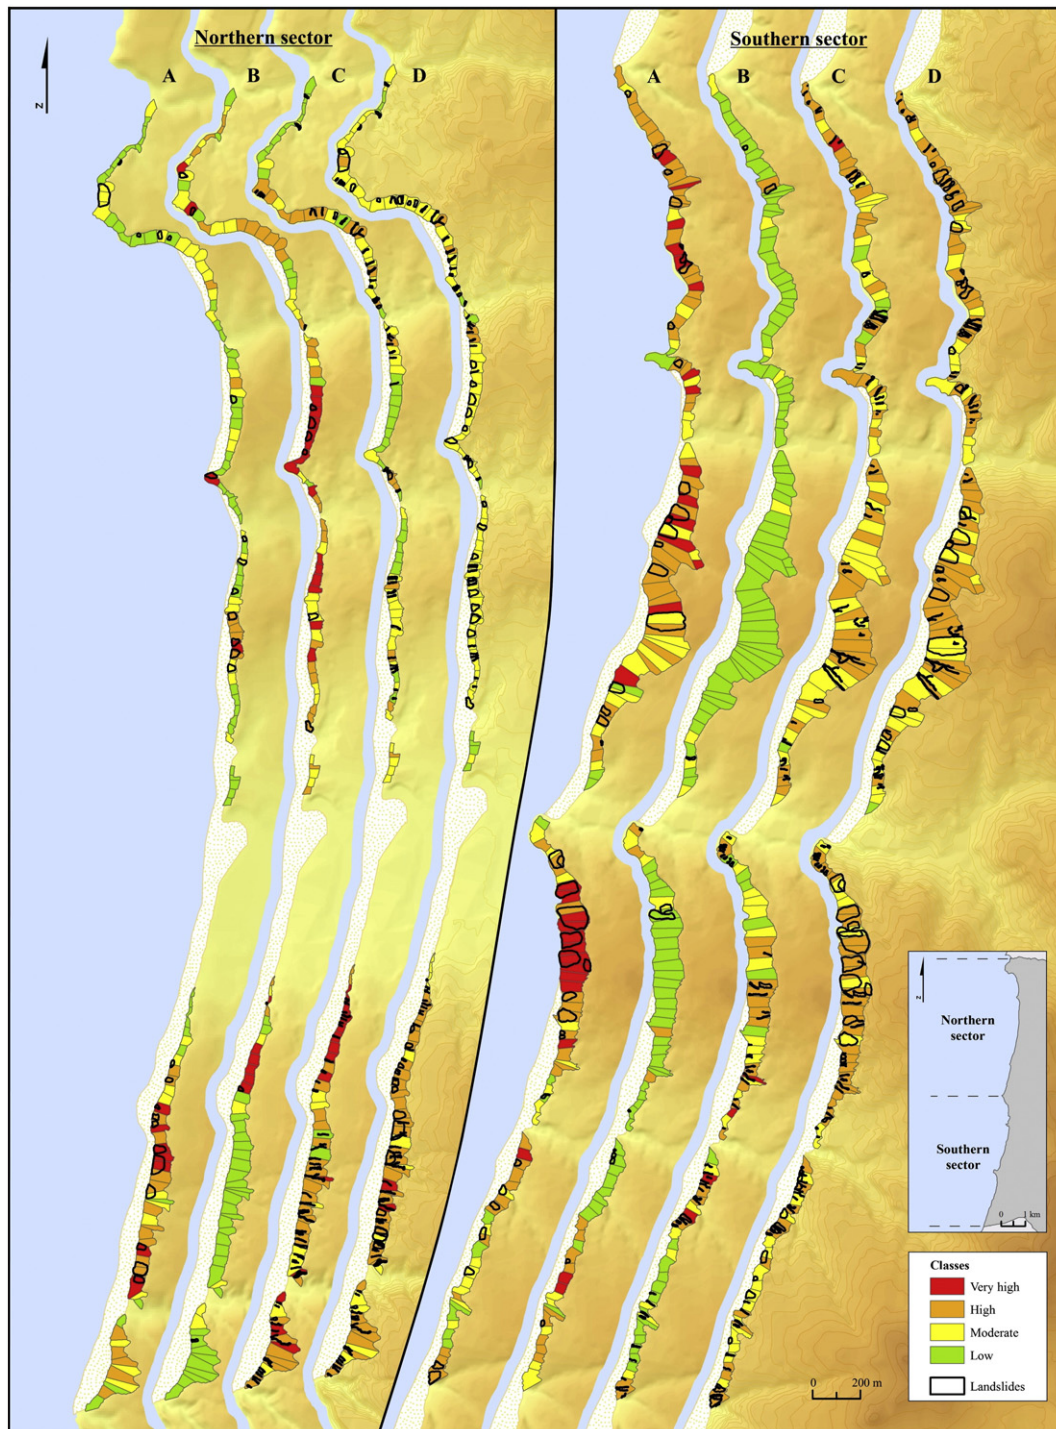 Northern sector
Southern sector
A B C D
A B C D
N
N
Northern
sector
Southern
sector
0 1 km
Classes
Very high
High
Moderate
Low
Landslides
0 200 m